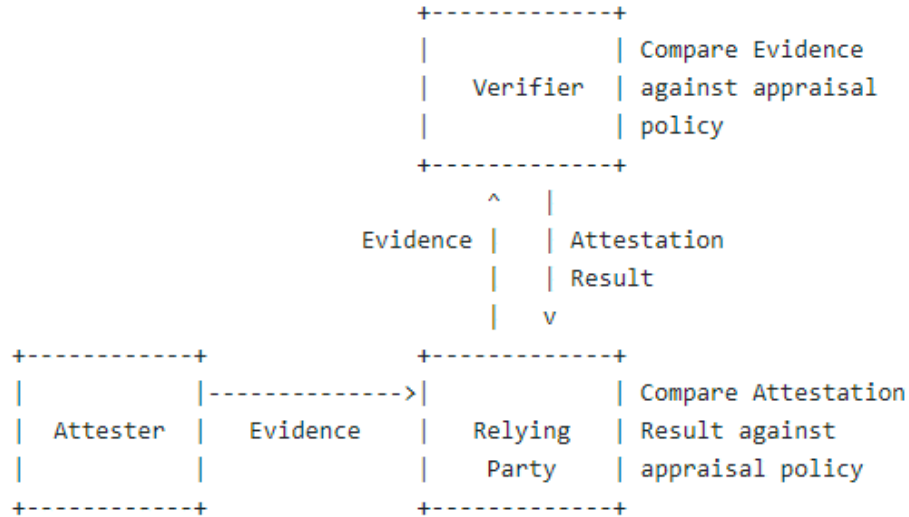 +-------------+
|             | Compare Evidence
|   Verifier  | against appraisal
|             | policy
+-------------+
^   |
Evidence |   | Attestation
|   | Result
|   v
+------------+               +-------------+
|            |-------------->|             | Compare Attestation
|  Attester  |   Evidence    |   Relying   | Result against
|            |               |    Party    | appraisal policy
+------------+               +-------------+